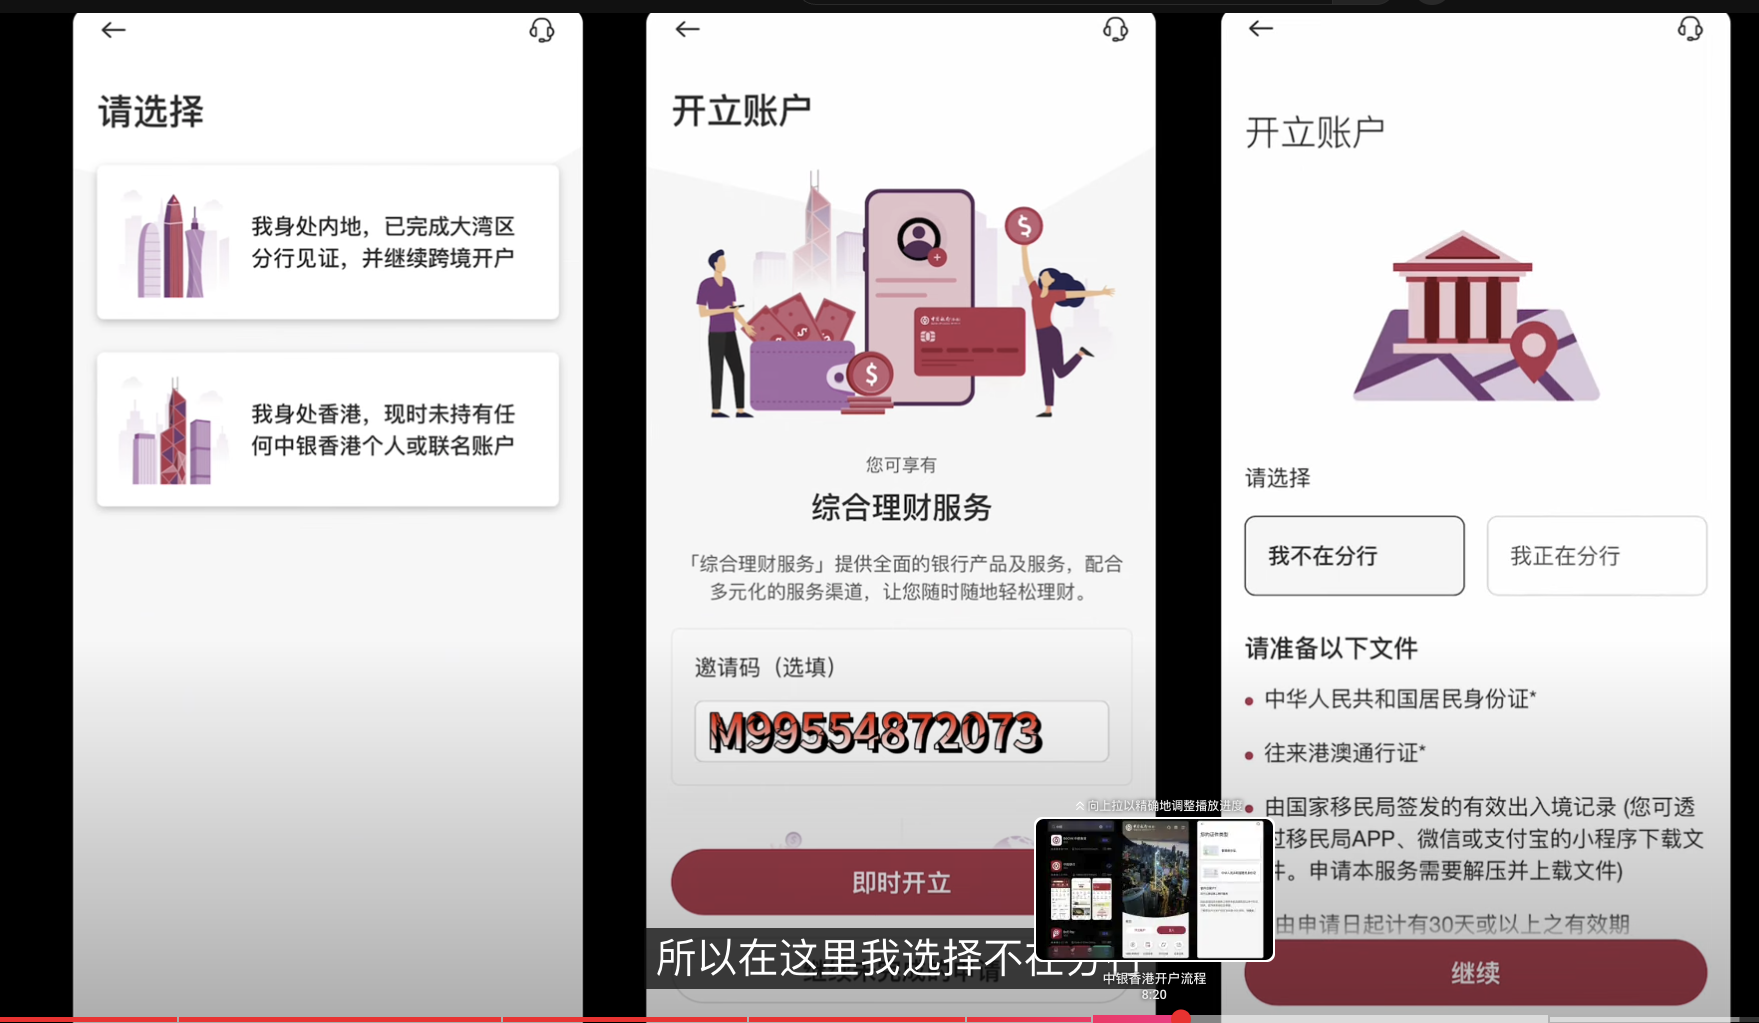 请选择
我身处内地，已完成大湾区
分行见证，并继续跨境开户
我身处香港，现时未持有任
何中银香港个人或联名账户
开立账户
您可享有
综合理财服务
「综合理财服务」提供全面的银行产品及服务，配合
多元化的服务渠道，让您随时随地轻松理财。
邀请码（选填）
M99554872073
即时开立
继续未完成的申请
所以在这里我选择不在分行
开立账户
请选择
我不在分行
我正在分行
请准备以下文件
中华人民共和国居民身份证*
往来港澳通行证*
由国家移民局签发的有效出入境记录 (您可透
过移民局APP、微信或支付宝的小程序下载文
件。申请本服务需要解压并上载文件)
由申请日起计有30天或以上之有效期
继续
向上拉以精确地调整播放进度
中银香港开户流程
8:20